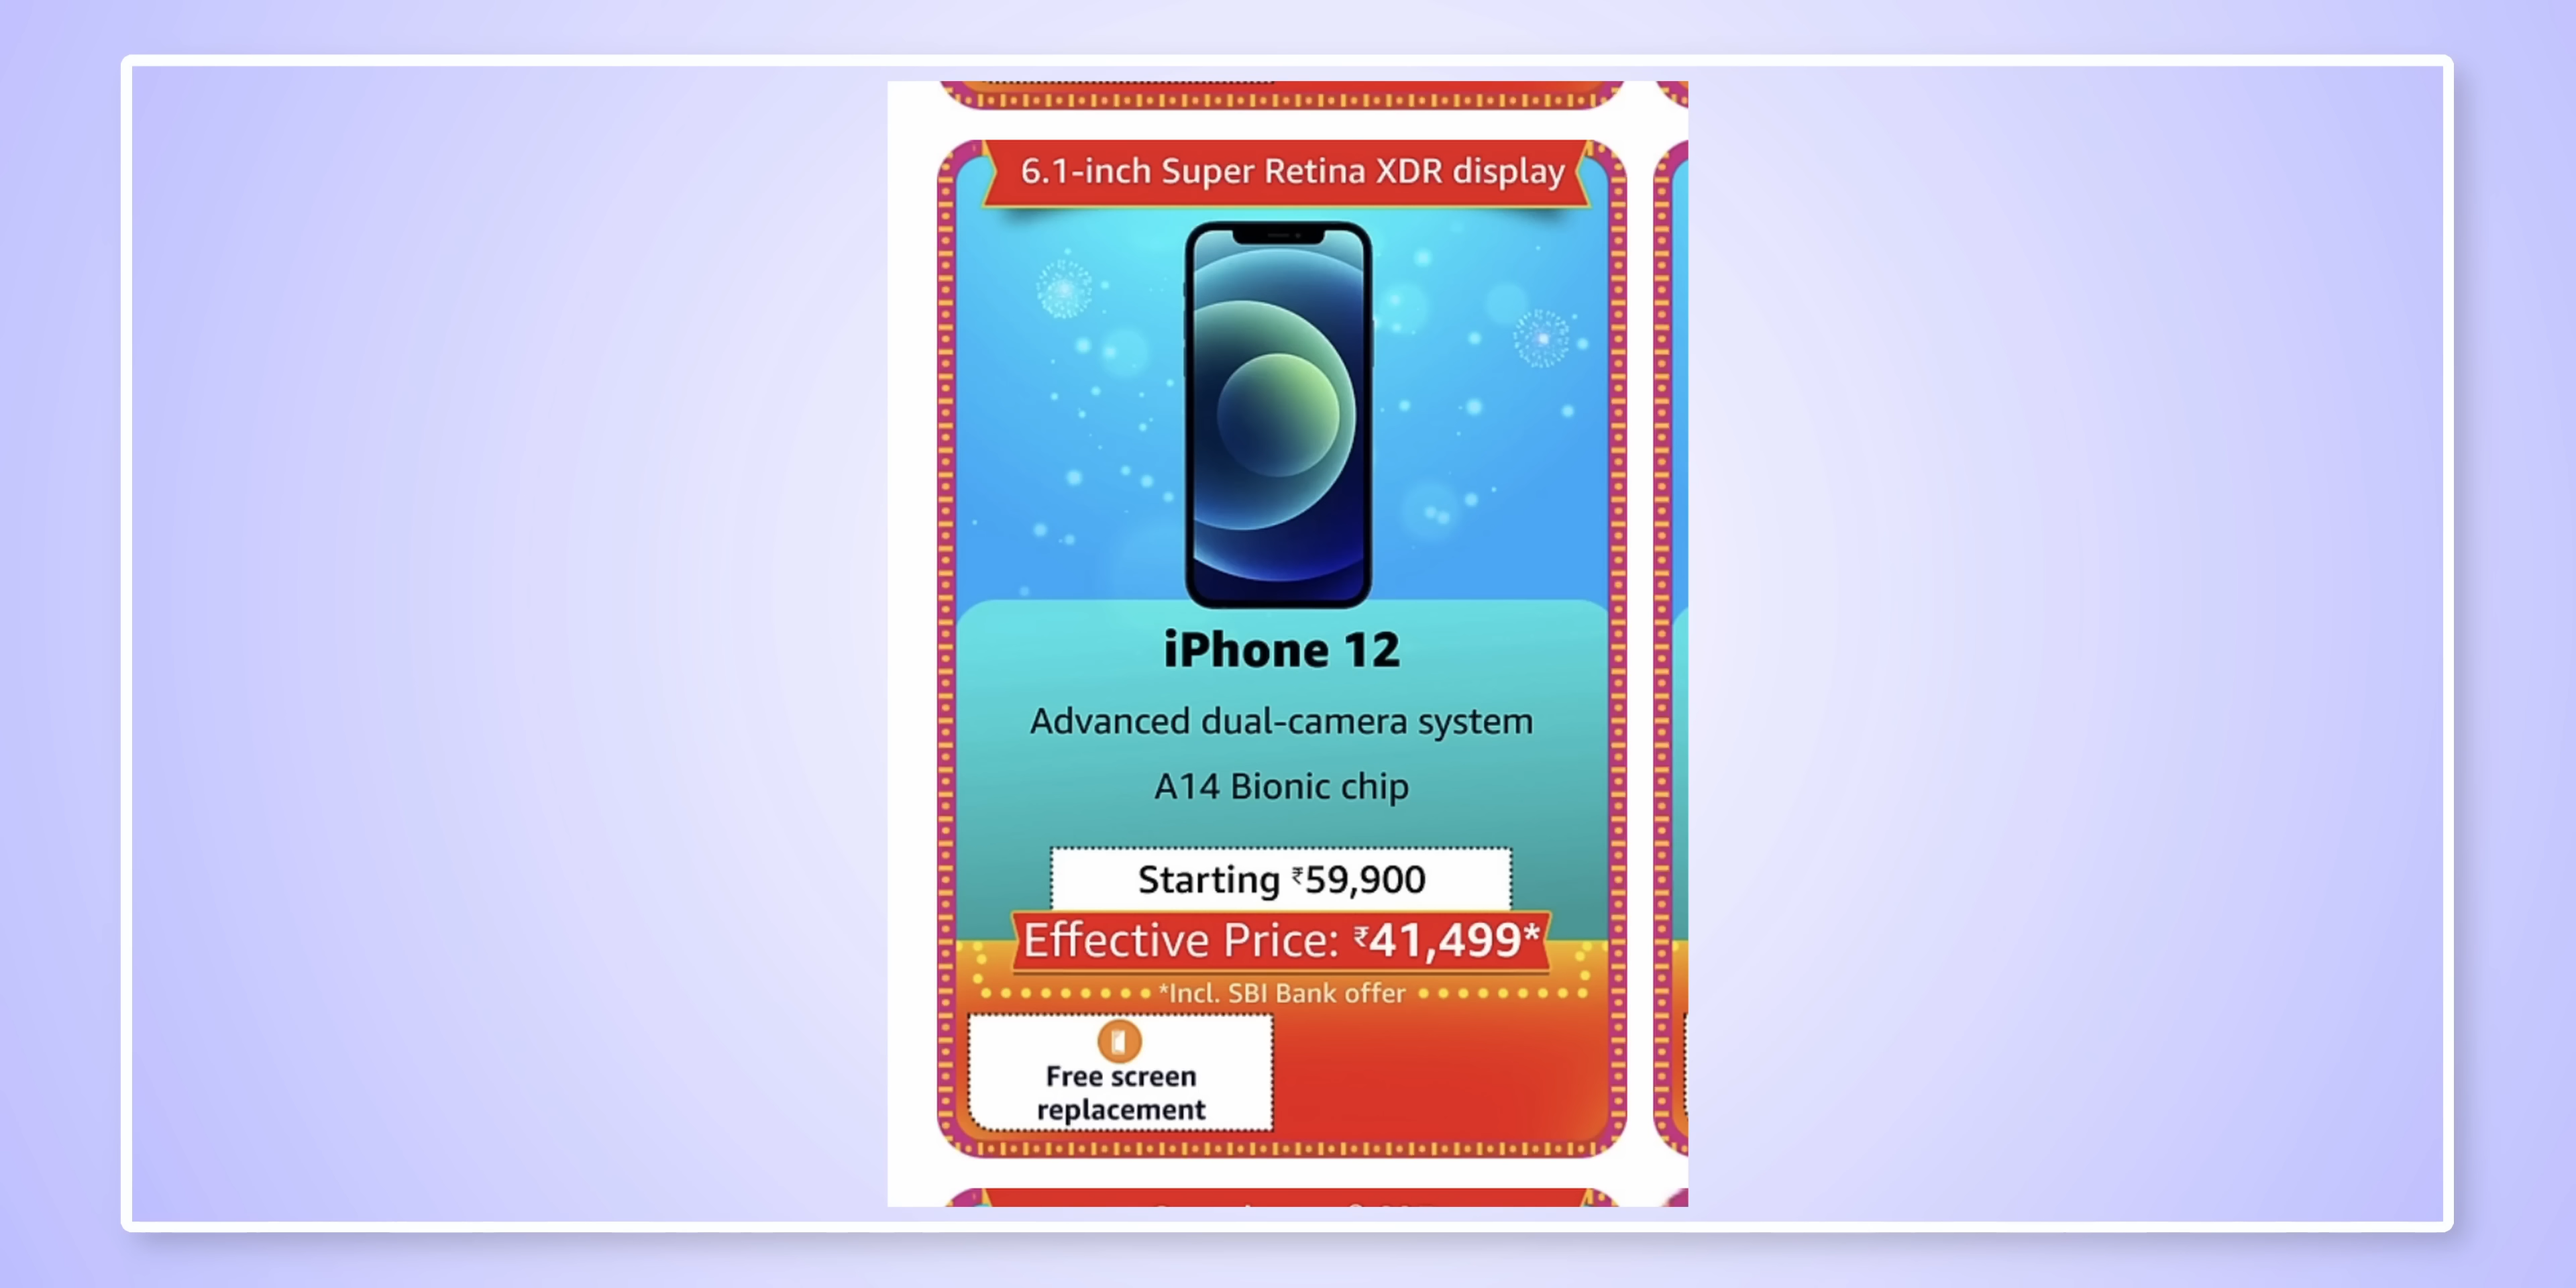 6.1-inch Super Retina XDR display
iPhone 12
Advanced dual-camera system
A14 Bionic chip
Starting ₹59,900
Effective Price: ₹41,499*
*Incl. SBI Bank offer
Free screen
replacement